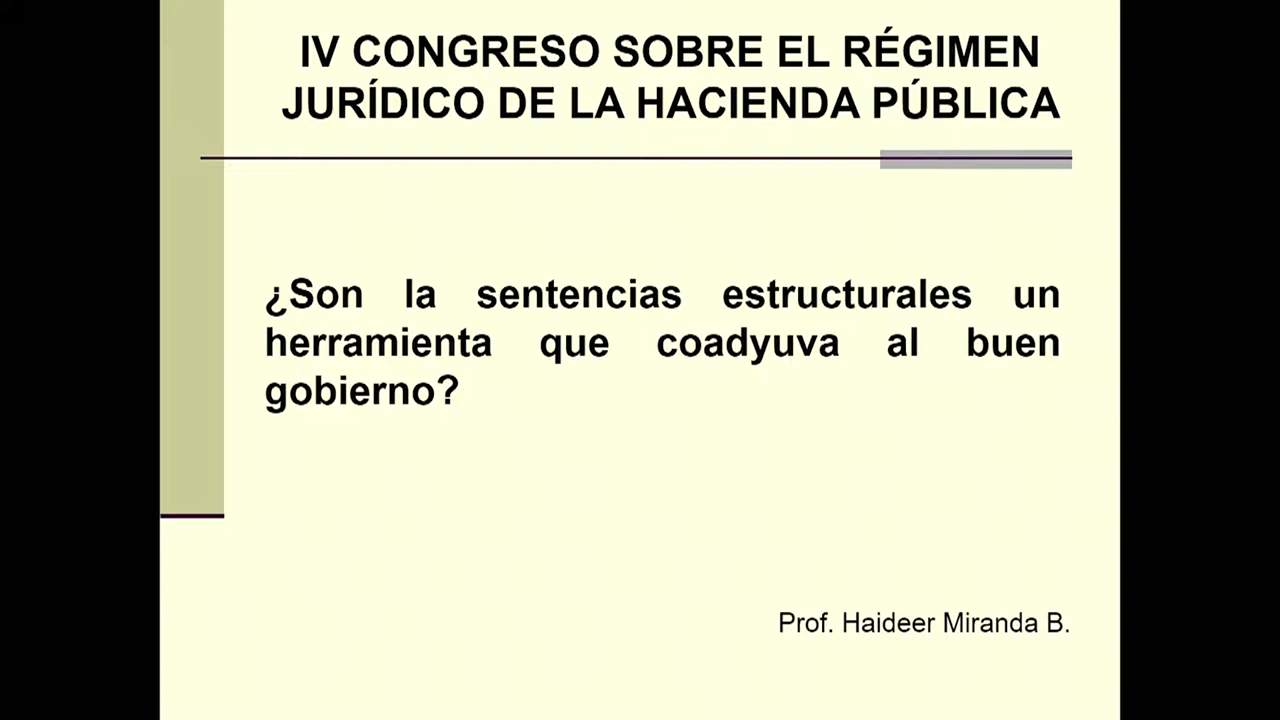 IV CONGRESO SOBRE EL RÉGIMEN
JURÍDICO DE LA HACIENDA PÚBLICA
¿Son la sentencias estructurales un
herramienta que coadyuva al buen
gobierno?
Prof. Haideer Miranda B.